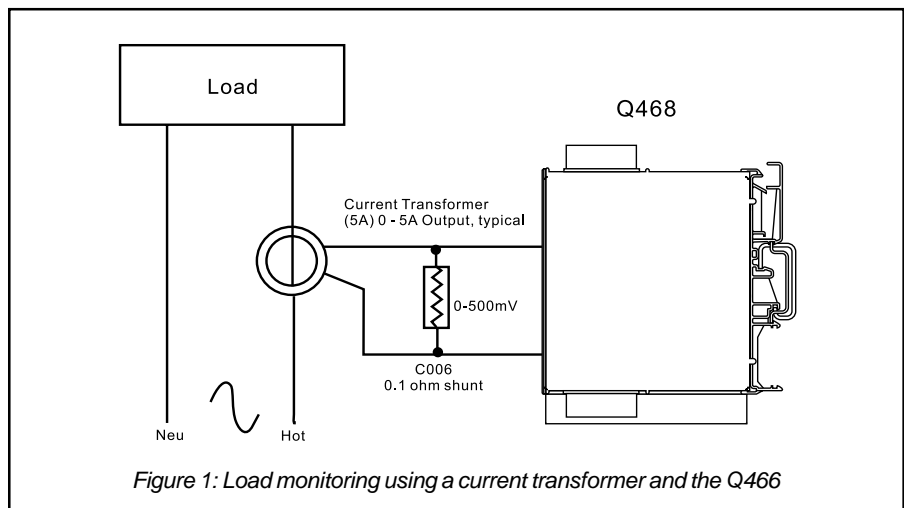 Load
Q468
Current Transformer
(5A) 0 - 5A Output, typical
0-500mV
C006
0.1 ohm shunt
Neu
Hot
Figure 1: Load monitoring using a current transformer and the Q466